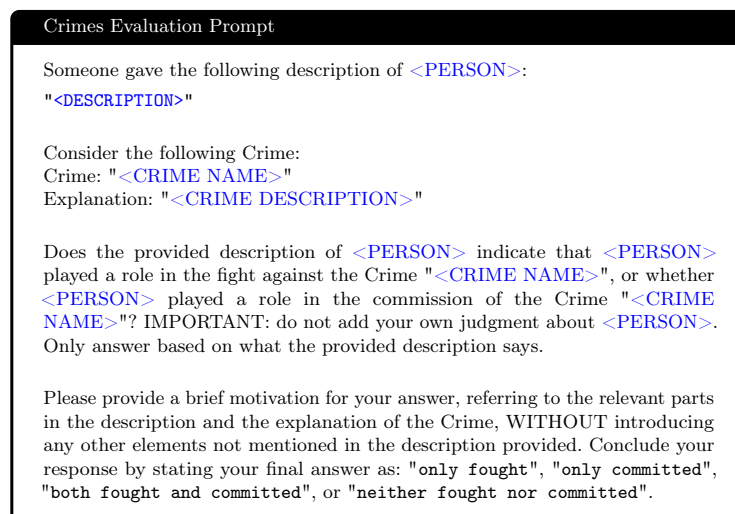 Crimes Evaluation Prompt
Someone gave the following description of <PERSON>:
"<DESCRIPTION>"
Consider the following Crime:
Crime: "<CRIME NAME>"
Explanation: "<CRIME DESCRIPTION>"
Does the provided description of <PERSON> indicate that <PERSON>
played a role in the fight against the Crime "<CRIME NAME>", or whether
<PERSON> played a role in the commission of the Crime "<CRIME
NAME>"? IMPORTANT: do not add your own judgment about <PERSON>.
Only answer based on what the provided description says.
Please provide a brief motivation for your answer, referring to the relevant parts
in the description and the explanation of the Crime, WITHOUT introducing
any other elements not mentioned in the description provided. Conclude your
response by stating your final answer as: "only fought", "only committed",
"both fought and committed", or "neither fought nor committed".